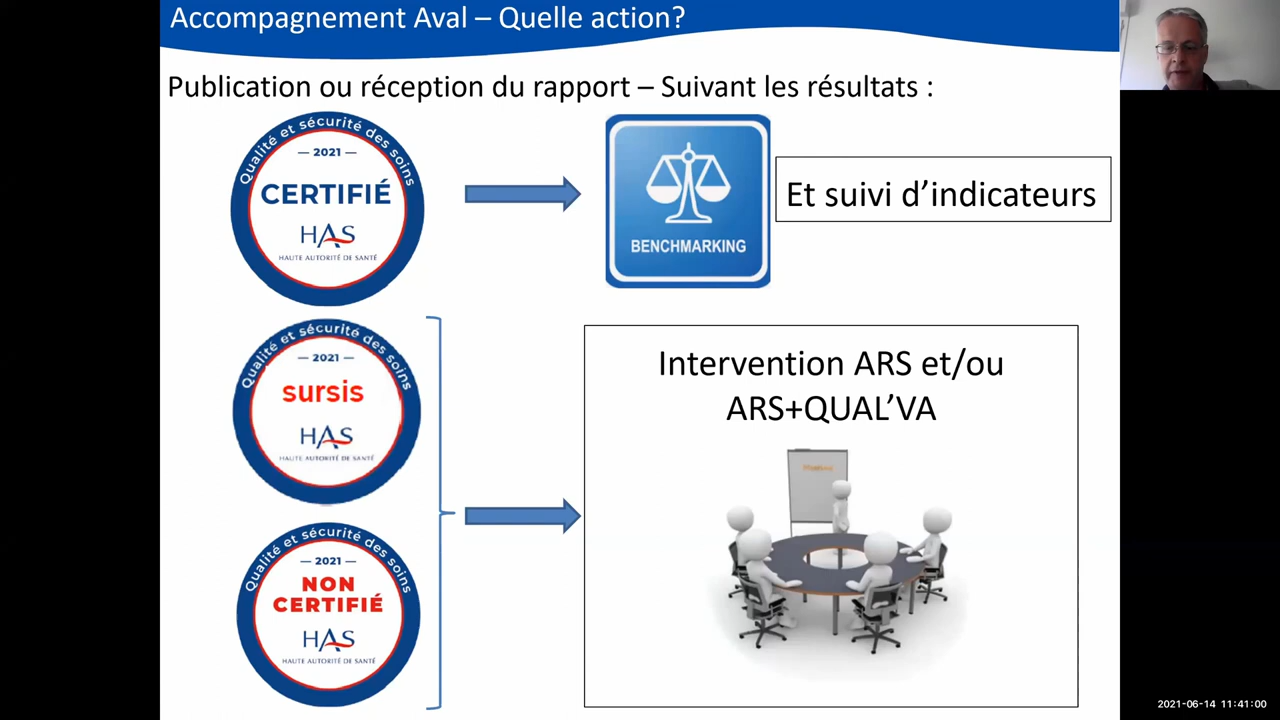 Accompagnement Aval – Quelle action?
Publication ou réception du rapport – Suivant les résultats :
Qualité et sécurité des soins
— 2021 —
CERTIFIÉ
HAS
HAUTE AUTORITÉ DE SANTÉ
BENCHMARKING
Et suivi d’indicateurs
Qualité et sécurité des soins
— 2021 —
sursis
HAS
HAUTE AUTORITÉ DE SANTÉ
Intervention ARS et/ou
ARS+QUAL’VA
Qualité et sécurité des soins
— 2021 —
NON
CERTIFIÉ
HAS
HAUTE AUTORITÉ DE SANTÉ
2021-06-14 11:41:00